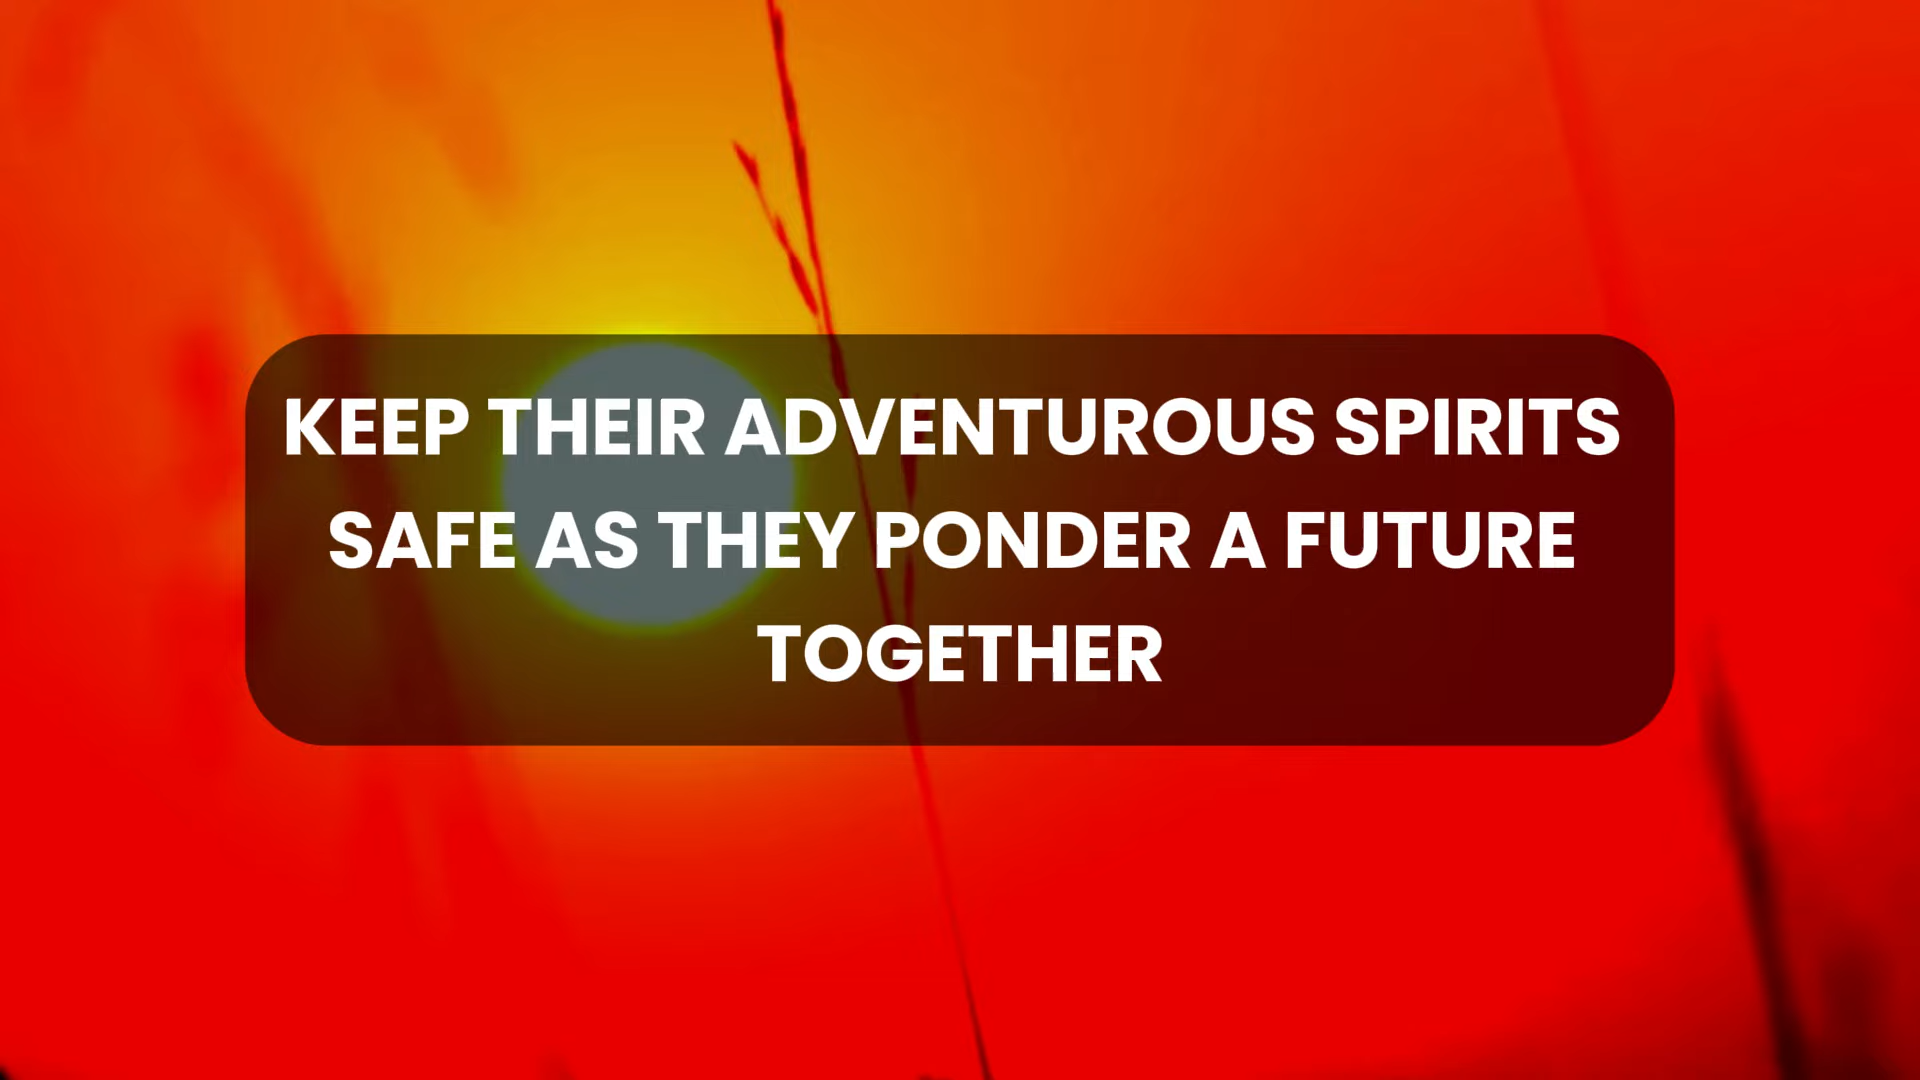 KEEP THEIR ADVENTUROUS SPIRITS
SAFE AS THEY PONDER A FUTURE
TOGETHER